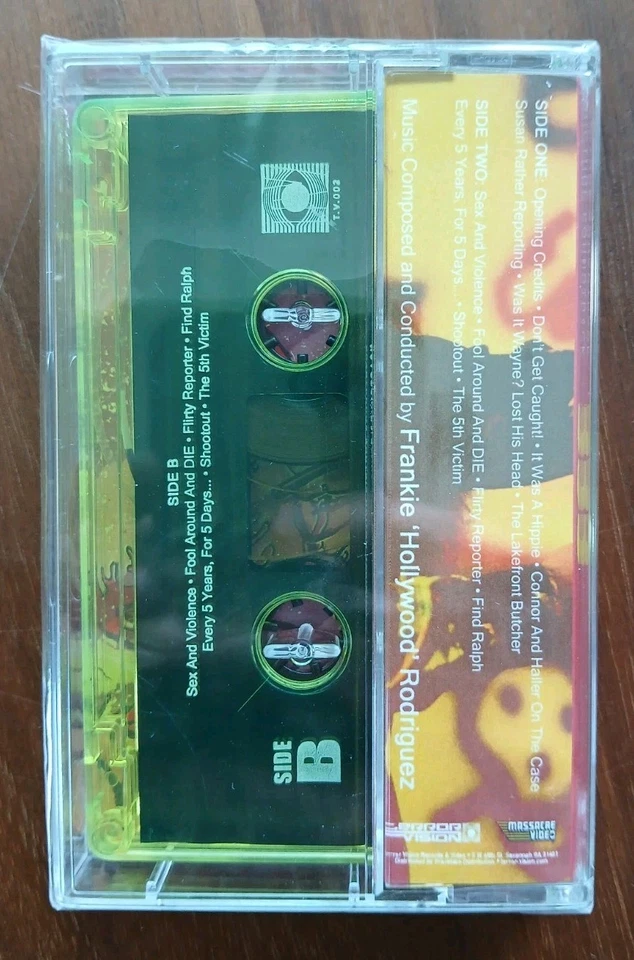 SIDE ONE: Opening Credits • Don't Get Caught! • It Was A Hippie • Connor And Haller On The Case
Susan Rather Reporting • Was It Wayne? Lost His Head • The Lakefront Butcher
SIDE TWO: Sex And Violence • Fool Around And DIE • Flirty Reporter • Find Ralph
Every 5 Years, For 5 Days... • Shootout • The 5th Victim
Music Composed and Conducted by Frankie 'Hollywood' Rodriguez
TERROR
VISION
MASSACRE
VIDEO
T.V.002
SIDE B
Sex And Violence • Fool Around And DIE • Flirty Reporter • Find Ralph
Every 5 Years, For 5 Days... • Shootout • The 5th Victim
SIDE
B